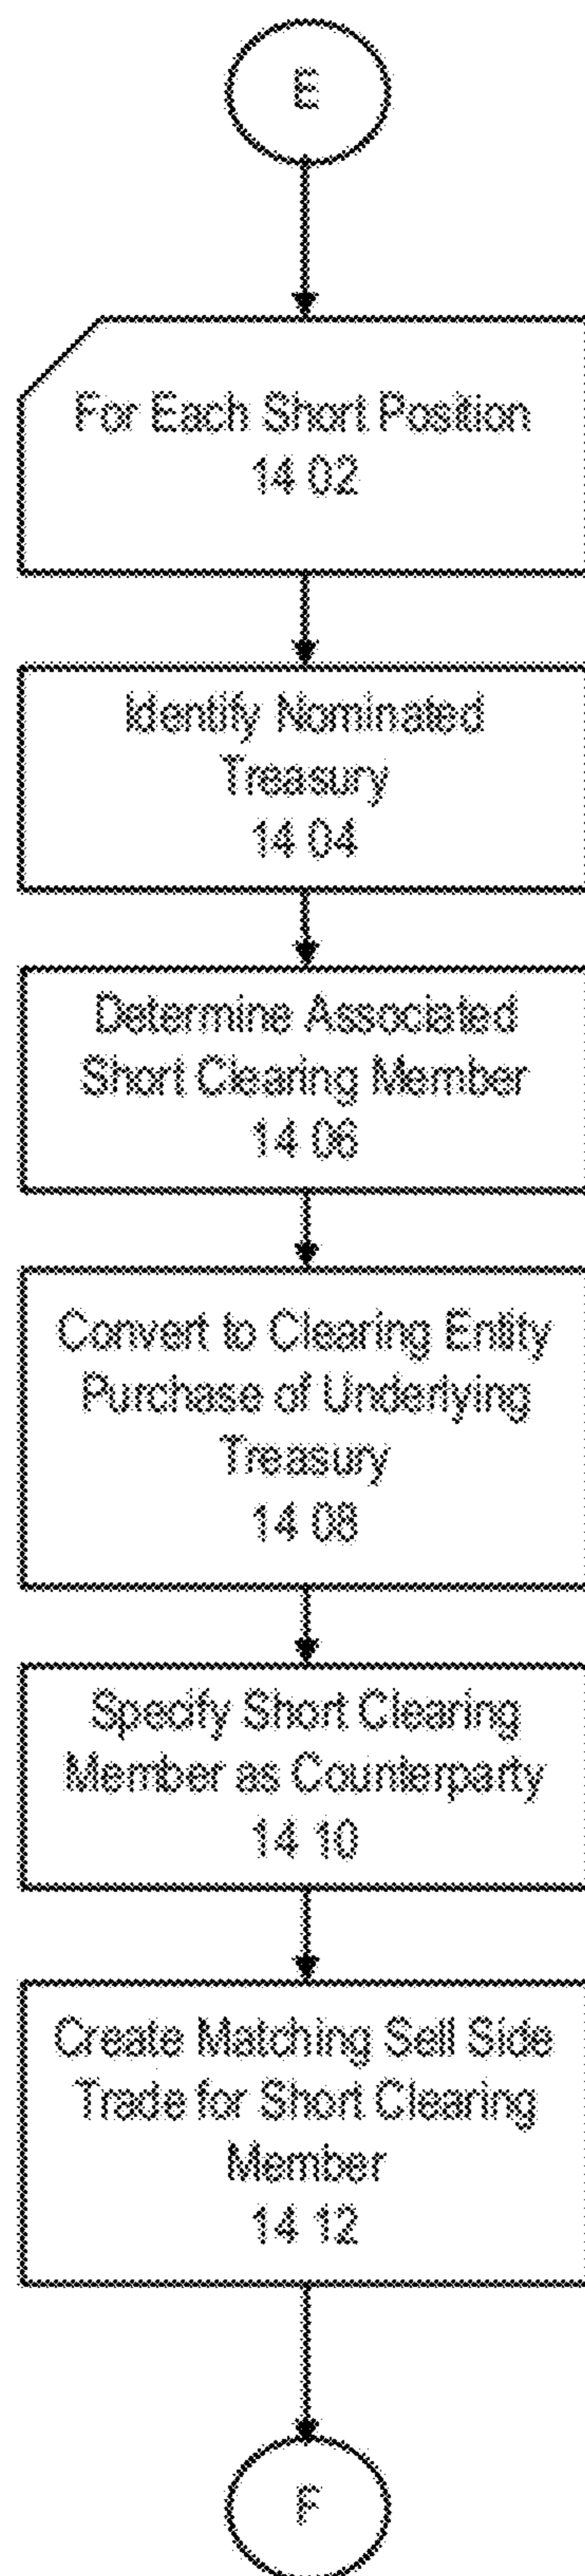 E
For Each Short Position
14 02
Identify Nominated
Treasury
14 04
Determine Associated
Short Clearing Member
14 06
Convert to Clearing Entity
Purchase of Underlying
Treasury
14 08
Specify Short Clearing
Member as Counterparty
14 10
Create Matching Sell Side
Trade for Short Clearing
Member
14 12
F